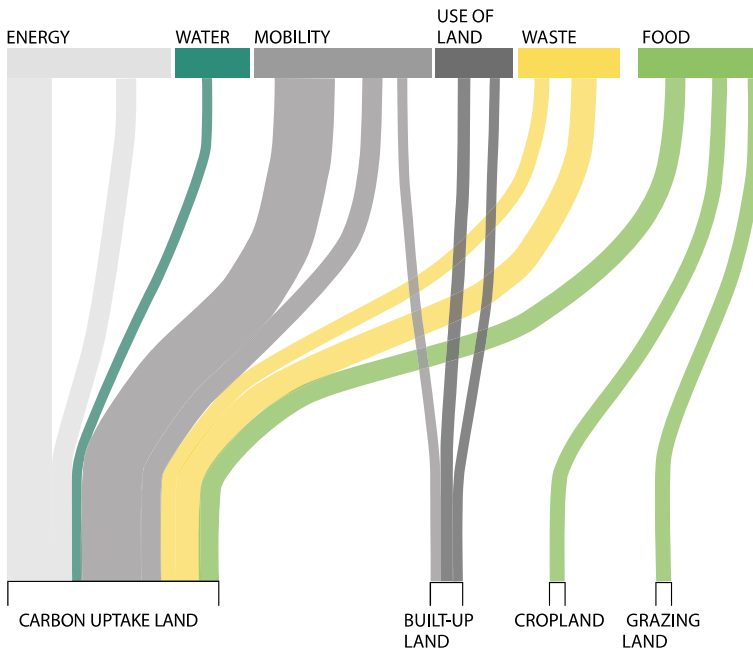 ENERGY
WATER
MOBILITY
USE OF
LAND
WASTE
FOOD
CARBON UPTAKE LAND
BUILT-UP
LAND
CROPLAND
GRAZING
LAND